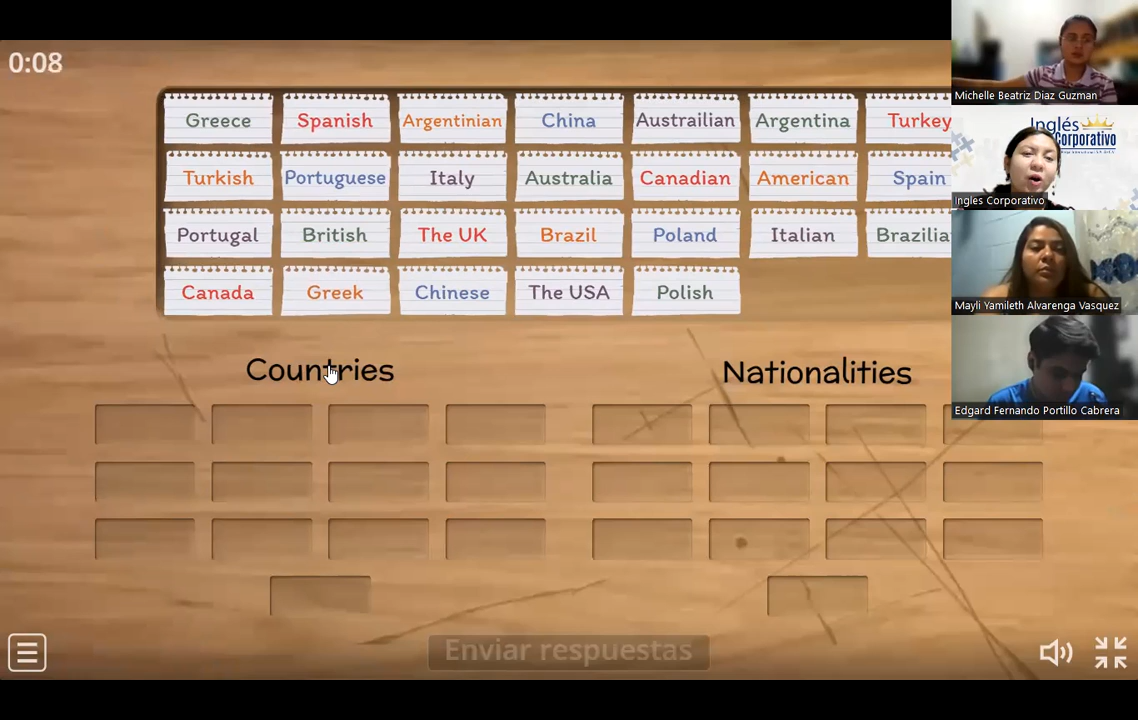 0:08
Greece Spanish Argentinian China Austrailian Argentina Turkey
Turkish Portuguese Italy Australia Canadian American Spain
Portugal British The UK Brazil Poland Italian
Canada Greek Chinese The USA Polish
Countries Nationalities
Enviar respuestas
Michelle Beatriz Diaz Guzman
Inglés
Corporativo
Ingles Corporativo
Mayli Yamileth Alvarenga Vasquez
Edgard Fernando Portillo Cabrera